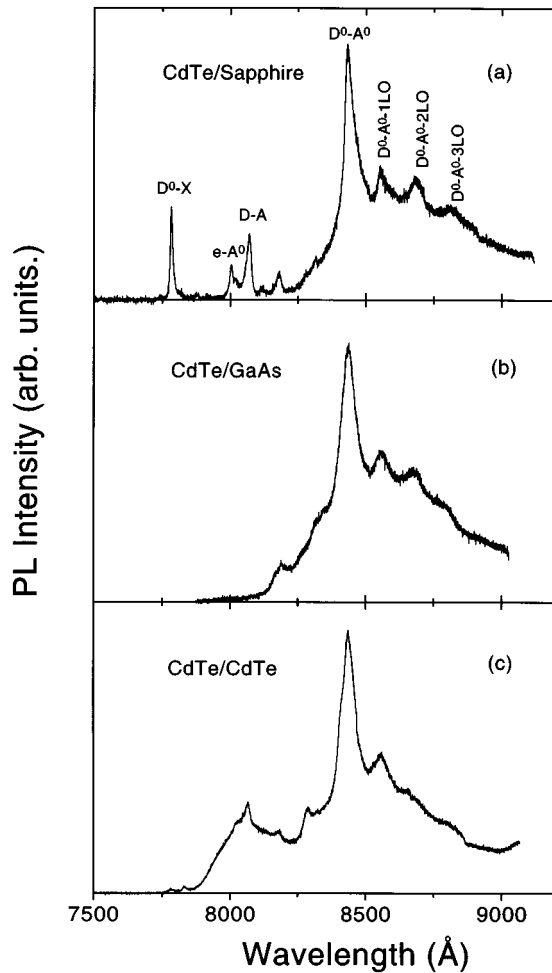 PL Intensity (arb. units.)
CdTe/Sapphire
(a)
D⁰-X
e-A⁰
D-A
D⁰-A⁰
D⁰-A⁰-1LO
D⁰-A⁰-2LO
D⁰-A⁰-3LO
CdTe/GaAs
(b)
CdTe/CdTe
(c)
7500 8000 8500 9000
Wavelength (Å)